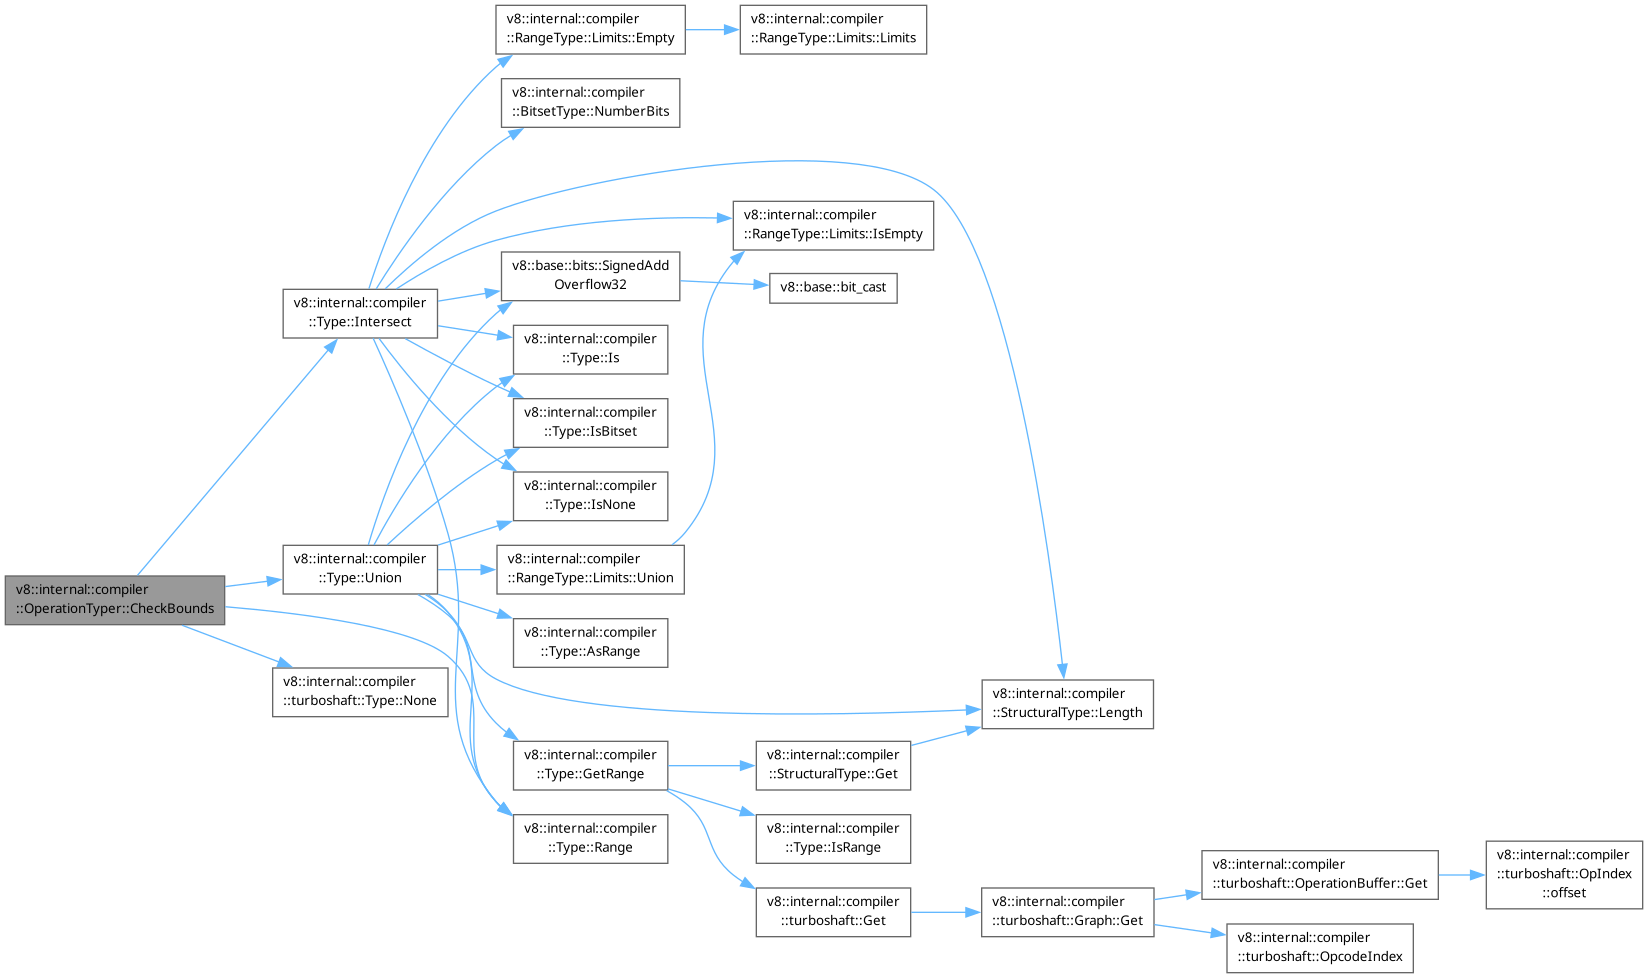 v8::internal::compiler
::RangeType::Limits::Empty
v8::internal::compiler
::RangeType::Limits::Limits
v8::internal::compiler
::BitsetType::NumberBits
v8::internal::compiler
::RangeType::Limits::IsEmpty
v8::base::bits::SignedAdd
Overflow32
v8::base::bit_cast
v8::internal::compiler
::Type::Intersect
v8::internal::compiler
::Type::Is
v8::internal::compiler
::Type::IsBitset
v8::internal::compiler
::Type::IsNone
v8::internal::compiler
::Type::Union
v8::internal::compiler
::RangeType::Limits::Union
v8::internal::compiler
::OperationTyper::CheckBounds
v8::internal::compiler
::Type::AsRange
v8::internal::compiler
::turboshaft::Type::None
v8::internal::compiler
::StructuralType::Length
v8::internal::compiler
::Type::GetRange
v8::internal::compiler
::StructuralType::Get
v8::internal::compiler
::Type::Range
v8::internal::compiler
::Type::IsRange
v8::internal::compiler
::turboshaft::OperationBuffer::Get
v8::internal::compiler
::turboshaft::OpIndex
::offset
v8::internal::compiler
::turboshaft::Get
v8::internal::compiler
::turboshaft::Graph::Get
v8::internal::compiler
::turboshaft::OpcodeIndex